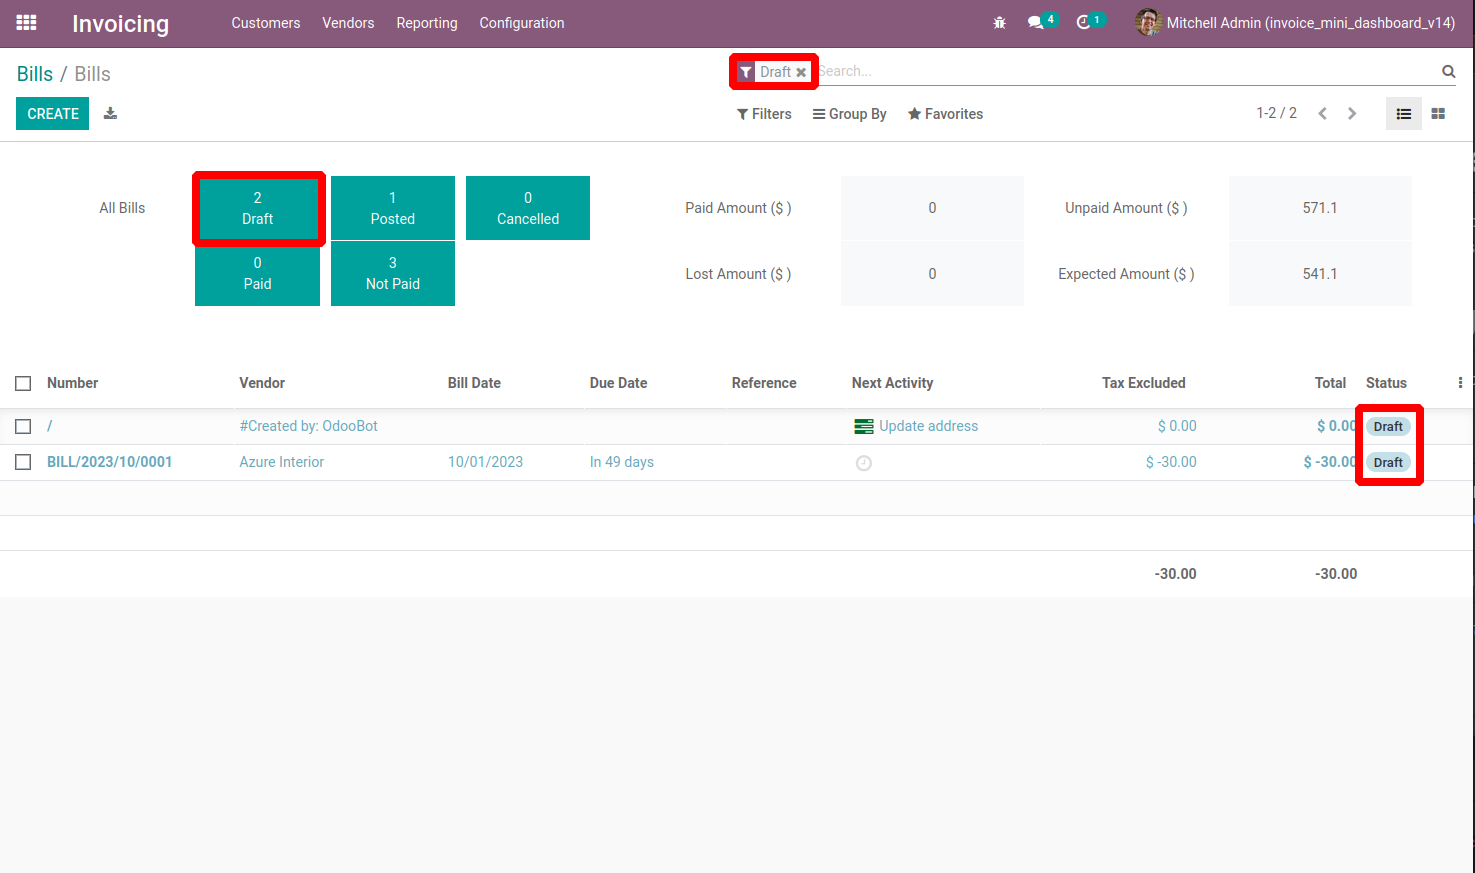 Invoicing Customers Vendors Reporting Configuration 4 1 Mitchell Admin (invoice_mini_dashboard_v14)
Bills / Bills Draft Search...
CREATE Filters Group By Favorites 1-2 / 2
All Bills 2 Draft 1 Posted 0 Cancelled Paid Amount ($ ) 0 Unpaid Amount ($ ) 571.1
0 Paid 3 Not Paid Lost Amount ($ ) 0 Expected Amount ($ ) 541.1
Number Vendor Bill Date Due Date Reference Next Activity Tax Excluded Total Status
/ #Created by: OdooBot Update address $ 0.00 $ 0.00 Draft
BILL/2023/10/0001 Azure Interior 10/01/2023 In 49 days $ -30.00 $ -30.00 Draft
-30.00 -30.00